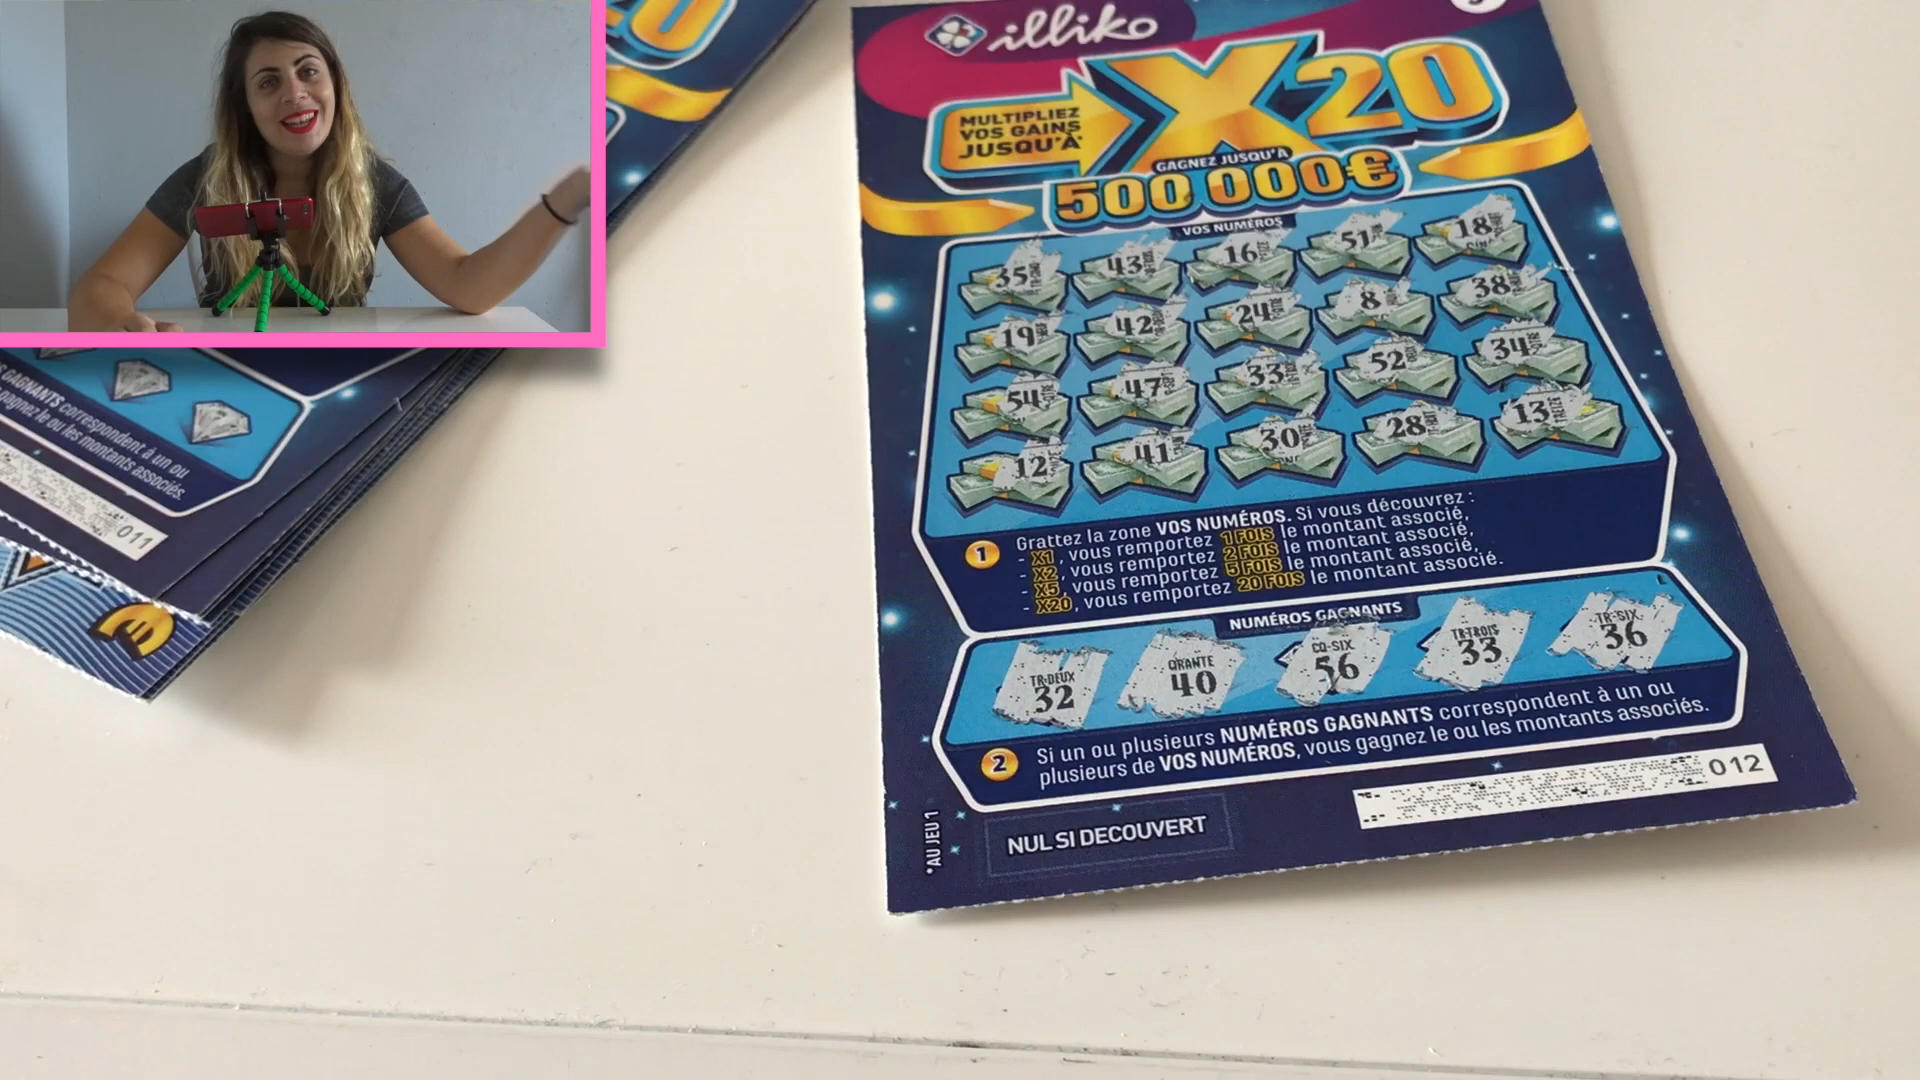 illiko
MULTIPLIEZ
VOS GAINS
JUSQU'À*
X20
GAGNEZ JUSQU'À
500 000€
VOS NUMÉROS
35 43 16 51 18
19 42 24 8 38
54 47 33 52 34
12 41 30 28 13
1 Grattez la zone VOS NUMÉROS. Si vous découvrez :
- X1, vous remportez 1 FOIS le montant associé,
- X2, vous remportez 2 FOIS le montant associé,
- X5, vous remportez 5 FOIS le montant associé,
- X20, vous remportez 20 FOIS le montant associé.
NUMÉROS GAGNANTS
TR-DEUX QRANTE CQ-SIX TR-TROIS TR-SIX
32 40 56 33 36
2 Si un ou plusieurs NUMÉROS GAGNANTS correspondent à un ou
plusieurs de VOS NUMÉROS, vous gagnez le ou les montants associés.
012
*AU JEU 1
NUL SI DECOUVERT
20
GAGNANTS correspondent à un ou
gagnez le ou les montants associés.
011
€